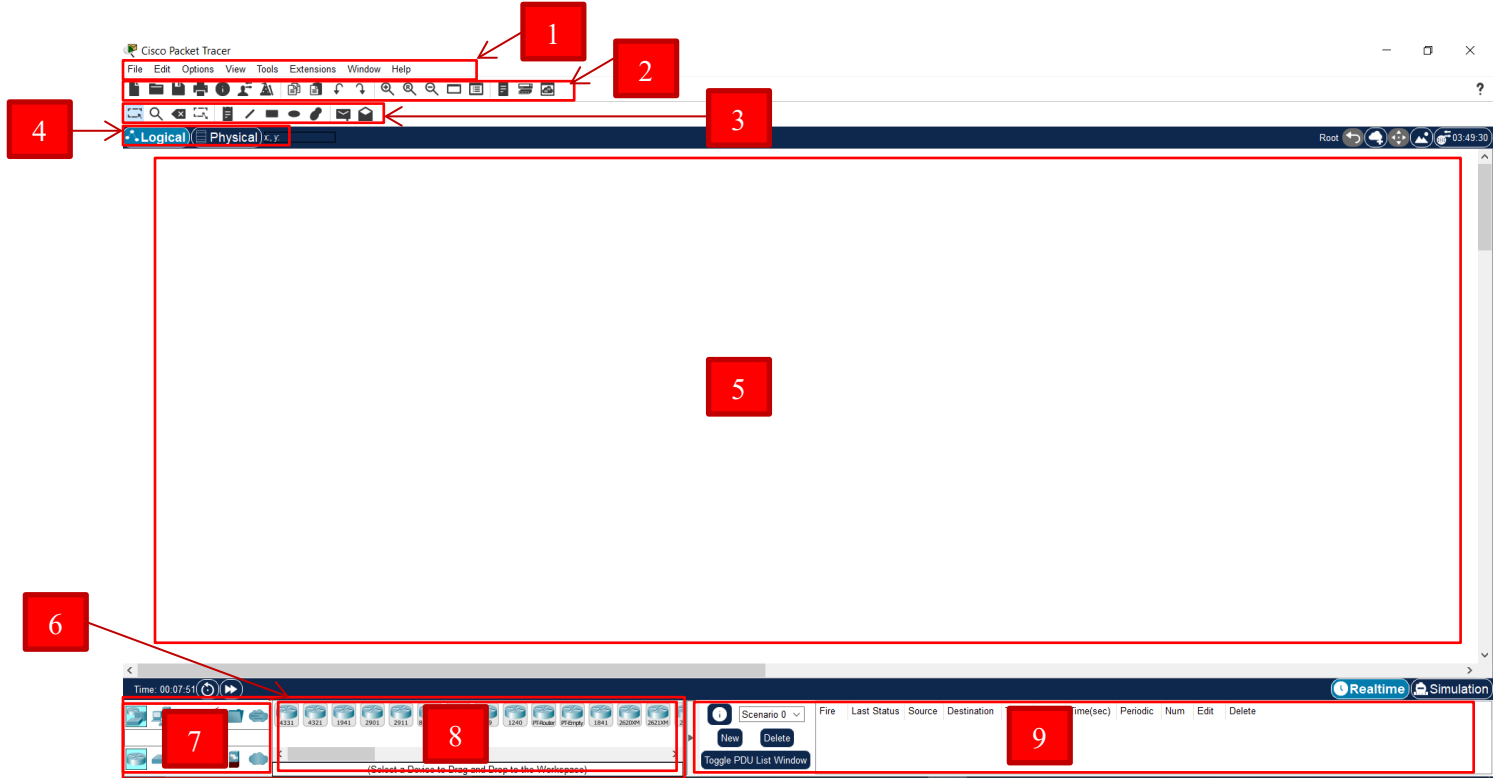 1
Cisco Packet Tracer
File Edit Options View Tools Extensions Window Help
2
?
3
4
Logical Physical x, y:
Root 03:49:30
5
6
Time: 00:07:51 Realtime Simulation
7
4331 4321 1941 2901 2911 1240 PT-Router PT-Empty 1841 2620XM 2621XM
8
(Select a Device to Drag and Drop to the Workspace)
Scenario 0
New Delete
Toggle PDU List Window
Fire Last Status Source Destination Time(sec) Periodic Num Edit Delete
9